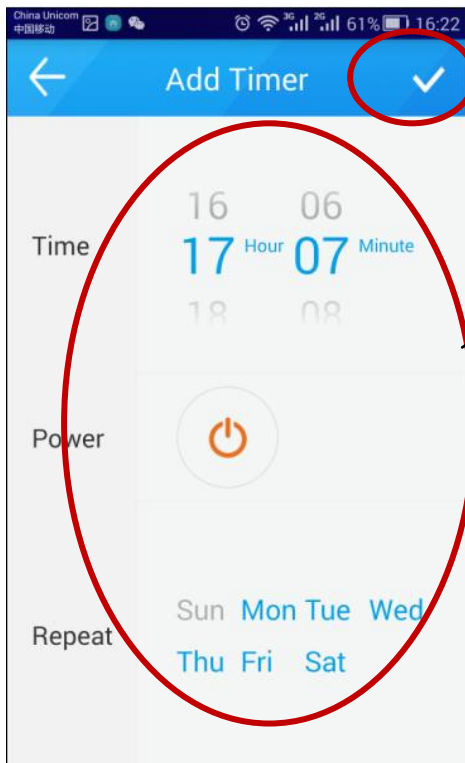 China Unicom
中国移动
3G 2G 61% 16:22
Add Timer
16 06
Time 17 Hour 07 Minute
18 08
Power
Sun Mon Tue Wed
Repeat
Thu Fri Sat